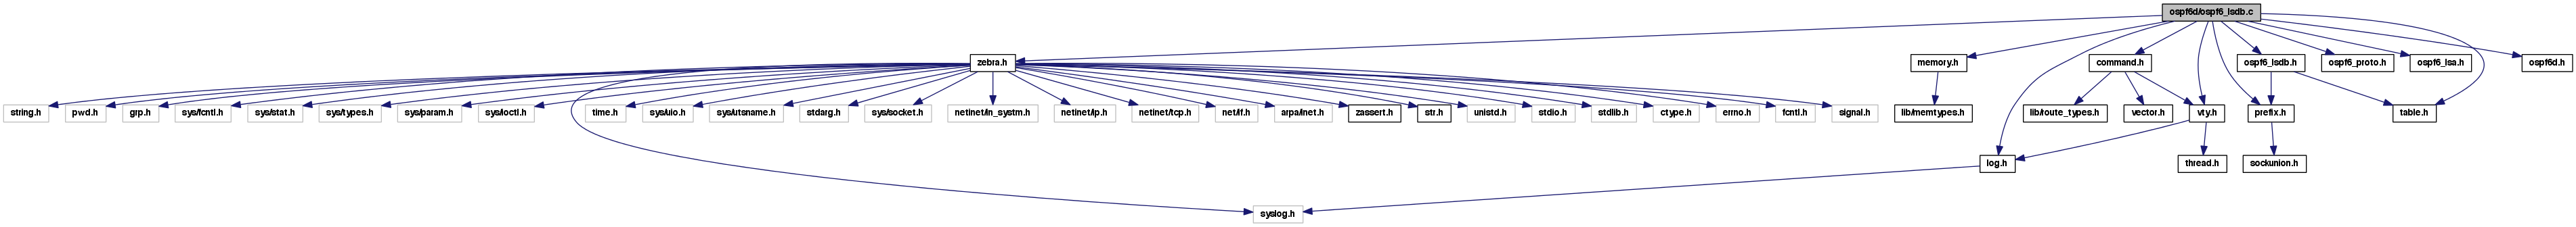 ospf6d/ospf6_lsdb.c
zebra.h
memory.h
command.h
ospf6_lsdb.h
ospf6_proto.h
ospf6_lsa.h
ospf6d.h
string.h
pwd.h
grp.h
sys/fcntl.h
sys/stat.h
sys/types.h
sys/param.h
sys/ioctl.h
time.h
sys/uio.h
sys/utsname.h
stdarg.h
sys/socket.h
netinet/in_systm.h
netinet/ip.h
netinet/tcp.h
net/if.h
arpa/inet.h
zassert.h
str.h
unistd.h
stdio.h
stdlib.h
ctype.h
errno.h
fcntl.h
signal.h
lib/memtypes.h
lib/route_types.h
vector.h
vty.h
prefix.h
table.h
log.h
thread.h
sockunion.h
syslog.h